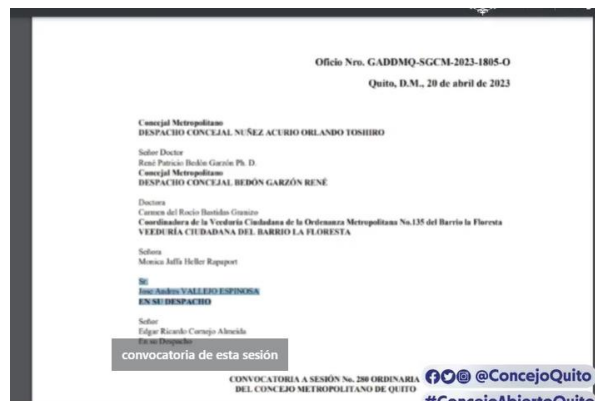 Oficio Nro. GADDMQ-SGCM-2023-1805-O
Quito, D.M., 20 de abril de 2023
Concejal Metropolitano
DESPACHO CONCEJAL NUÑEZ ACURIO ORLANDO TOSHIRO
Señor Doctor
René Patricio Bedón Garzón Ph. D.
Concejal Metropolitano
DESPACHO CONCEJAL BEDÓN GARZÓN RENÉ
Doctora
Carmen del Rocío Bastidas Granizo
Coordinadora de la Veeduría Ciudadana de la Ordenanza Metropolitana No.135 del Barrio la Floresta
VEEDURÍA CIUDADANA DEL BARRIO LA FLORESTA
Señora
Monica Jaffa Heller Rapaport
Sr.
Jose Andres VALLEJO ESPINOSA
EN SU DESPACHO
Señor
Edgar Ricardo Cornejo Almeida
En su Despacho
convocatoria de esta sesión
CONVOCATORIA A SESIÓN No. 280 ORDINARIA
DEL CONCEJO METROPOLITANO DE QUITO
@ConcejoQuito
#ConcejoAbiertoQuito